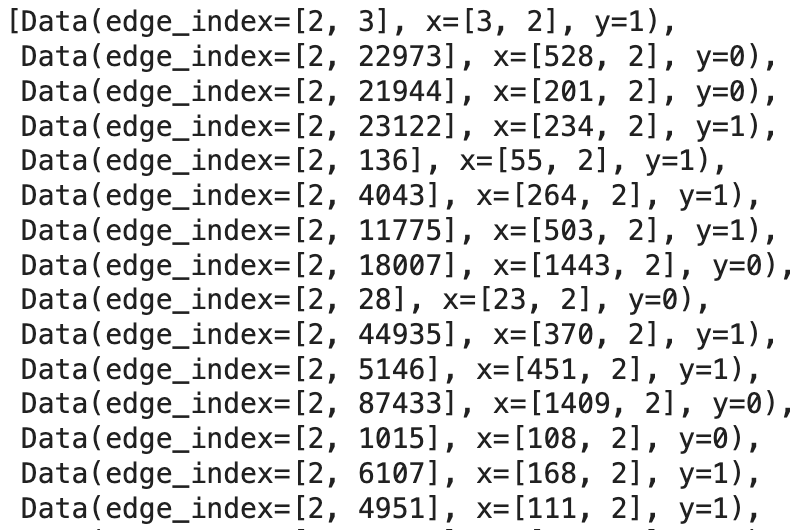 [Data(edge_index=[2, 3], x=[3, 2], y=1),
Data(edge_index=[2, 22973], x=[528, 2], y=0),
Data(edge_index=[2, 21944], x=[201, 2], y=0),
Data(edge_index=[2, 23122], x=[234, 2], y=1),
Data(edge_index=[2, 136], x=[55, 2], y=1),
Data(edge_index=[2, 4043], x=[264, 2], y=1),
Data(edge_index=[2, 11775], x=[503, 2], y=1),
Data(edge_index=[2, 18007], x=[1443, 2], y=0),
Data(edge_index=[2, 28], x=[23, 2], y=0),
Data(edge_index=[2, 44935], x=[370, 2], y=1),
Data(edge_index=[2, 5146], x=[451, 2], y=1),
Data(edge_index=[2, 87433], x=[1409, 2], y=0),
Data(edge_index=[2, 1015], x=[108, 2], y=0),
Data(edge_index=[2, 6107], x=[168, 2], y=1),
Data(edge_index=[2, 4951], x=[111, 2], y=1),